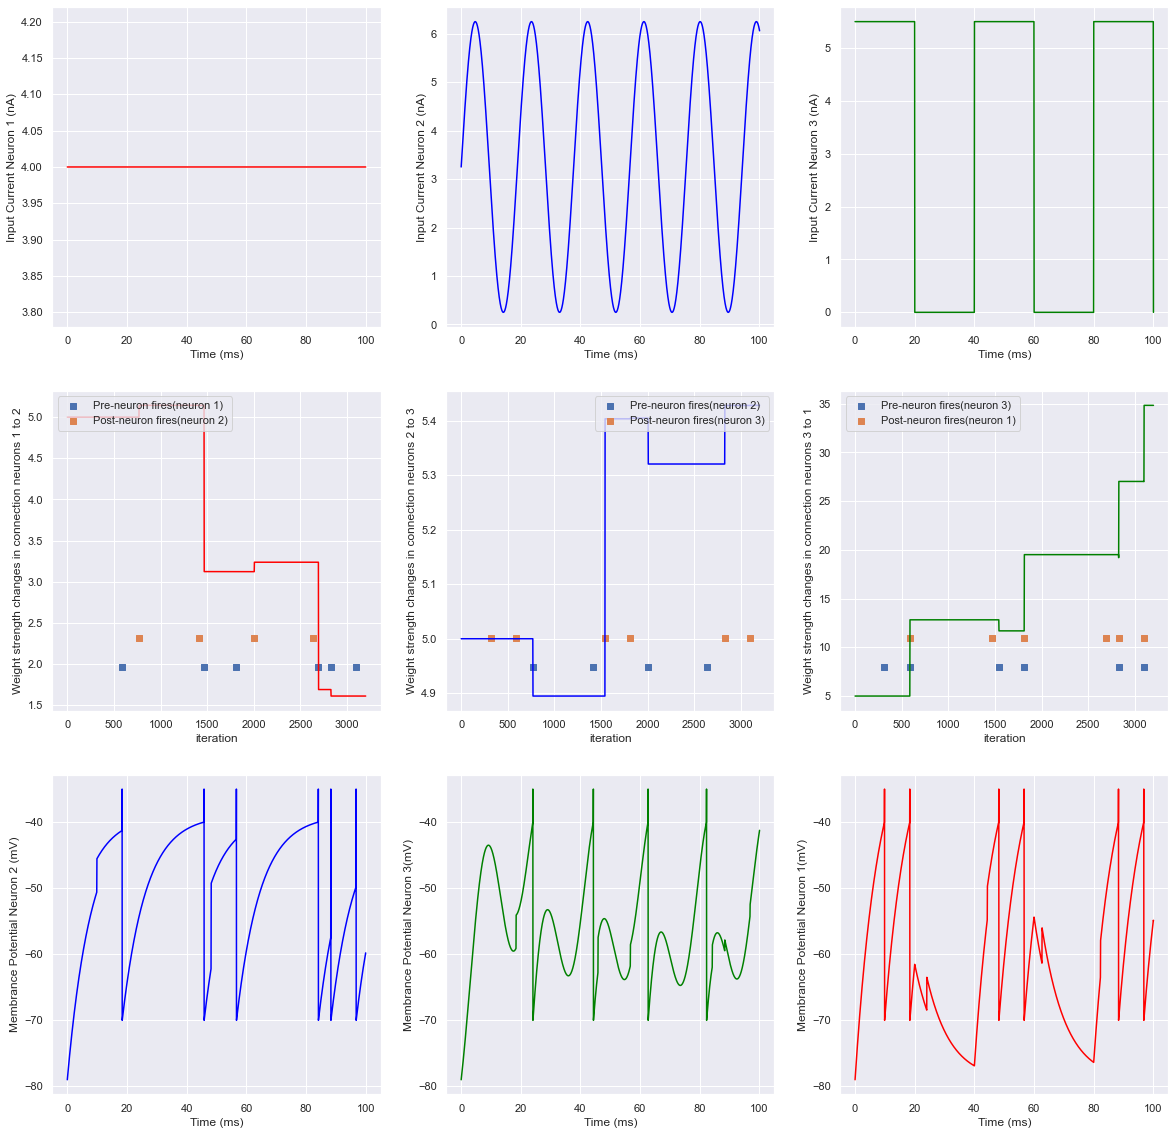 Input Current Neuron 1 (nA)
4.20
4.15
4.10
4.05
4.00
3.95
3.90
3.85
3.80
0 20 40 60 80 100
Time (ms)
Input Current Neuron 2 (nA)
6
5
4
3
2
1
0
0 20 40 60 80 100
Time (ms)
Input Current Neuron 3 (nA)
5
4
3
2
1
0
0 20 40 60 80 100
Time (ms)
Weight strength changes in connection neurons 1 to 2
5.0
4.5
4.0
3.5
3.0
2.5
2.0
1.5
Pre-neuron fires(neuron 1)
Post-neuron fires(neuron 2)
0 500 1000 1500 2000 2500 3000
iteration
Weight strength changes in connection neurons 2 to 3
5.4
5.3
5.2
5.1
5.0
4.9
Pre-neuron fires(neuron 2)
Post-neuron fires(neuron 3)
0 500 1000 1500 2000 2500 3000
iteration
Weight strength changes in connection neurons 3 to 1
35
30
25
20
15
10
5
Pre-neuron fires(neuron 3)
Post-neuron fires(neuron 1)
0 500 1000 1500 2000 2500 3000
iteration
Membrance Potential Neuron 2 (mV)
−40
−50
−60
−70
−80
0 20 40 60 80 100
Time (ms)
Membrance Potential Neuron 3(mV)
−40
−50
−60
−70
−80
0 20 40 60 80 100
Time (ms)
Membrance Potential Neuron 1(mV)
−40
−50
−60
−70
−80
0 20 40 60 80 100
Time (ms)